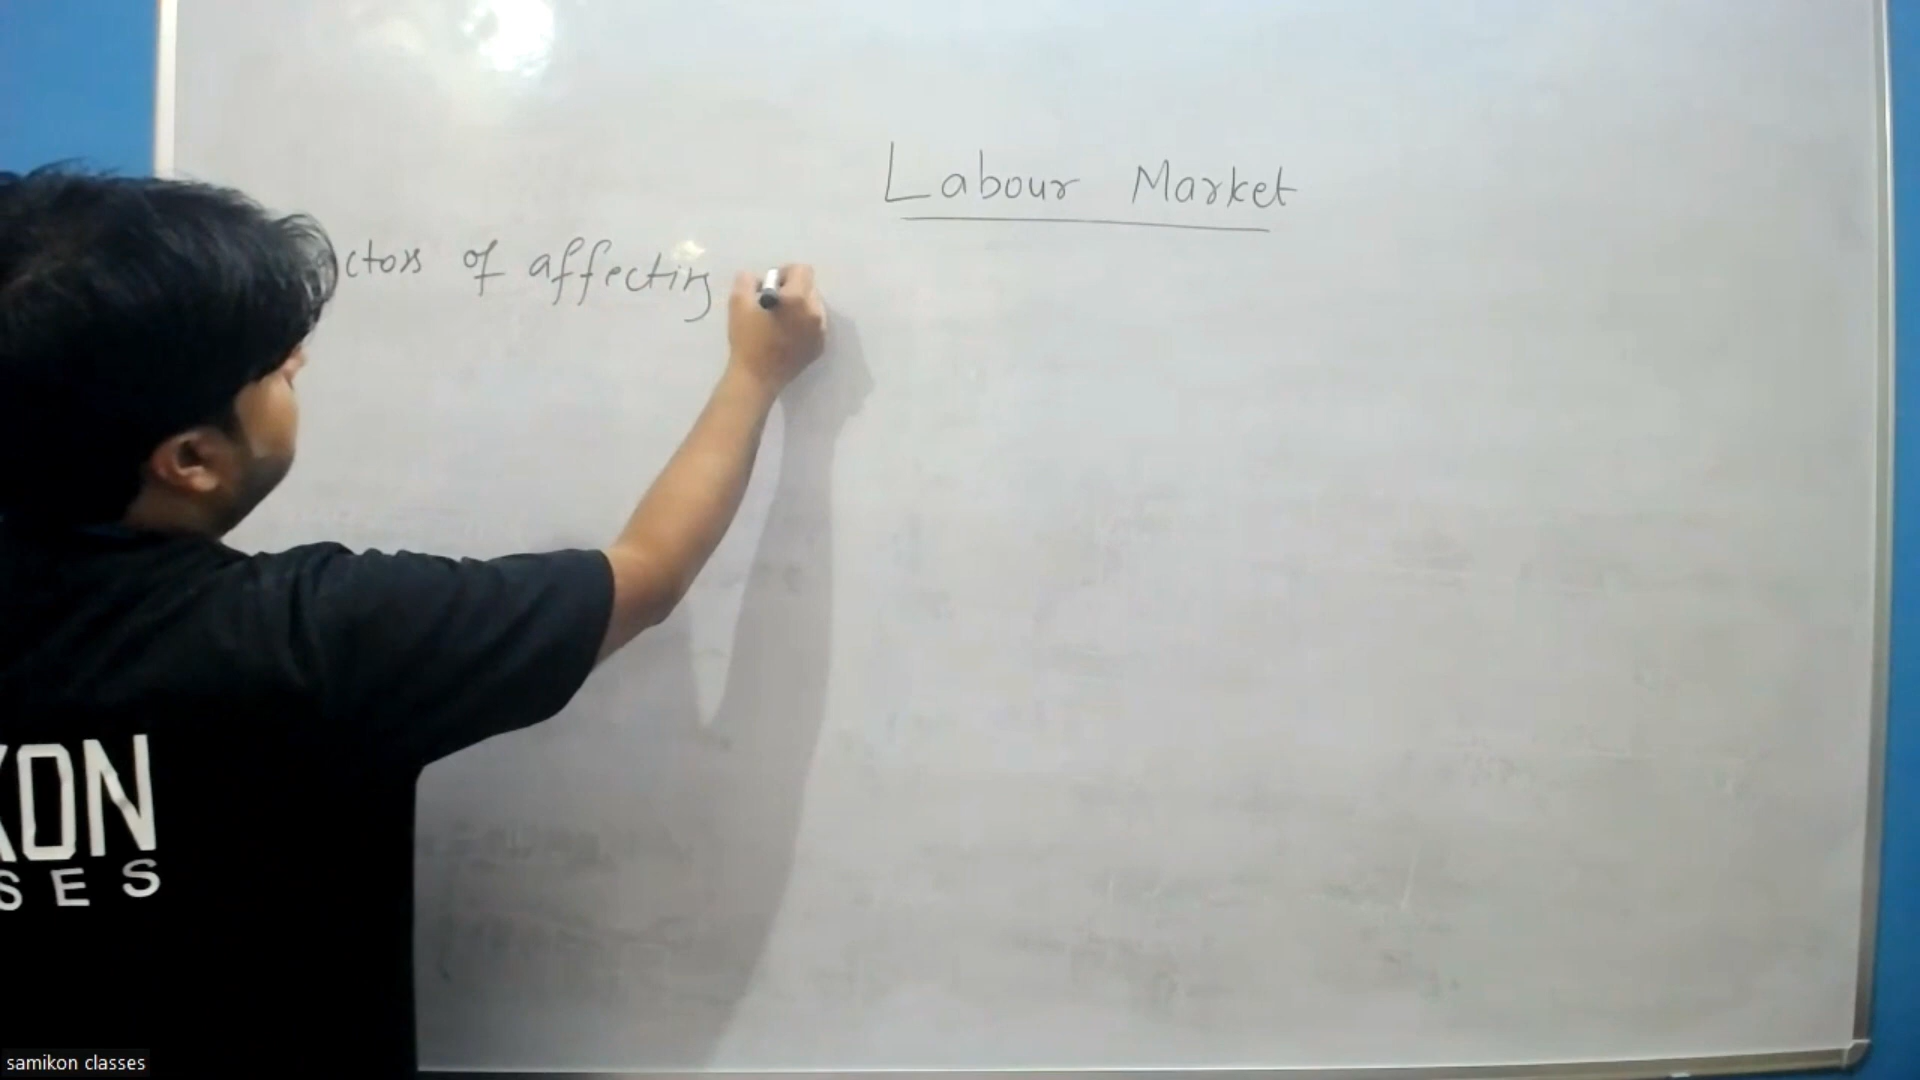 Labour Market
ctors of affecting
KON
SES
samikon classes